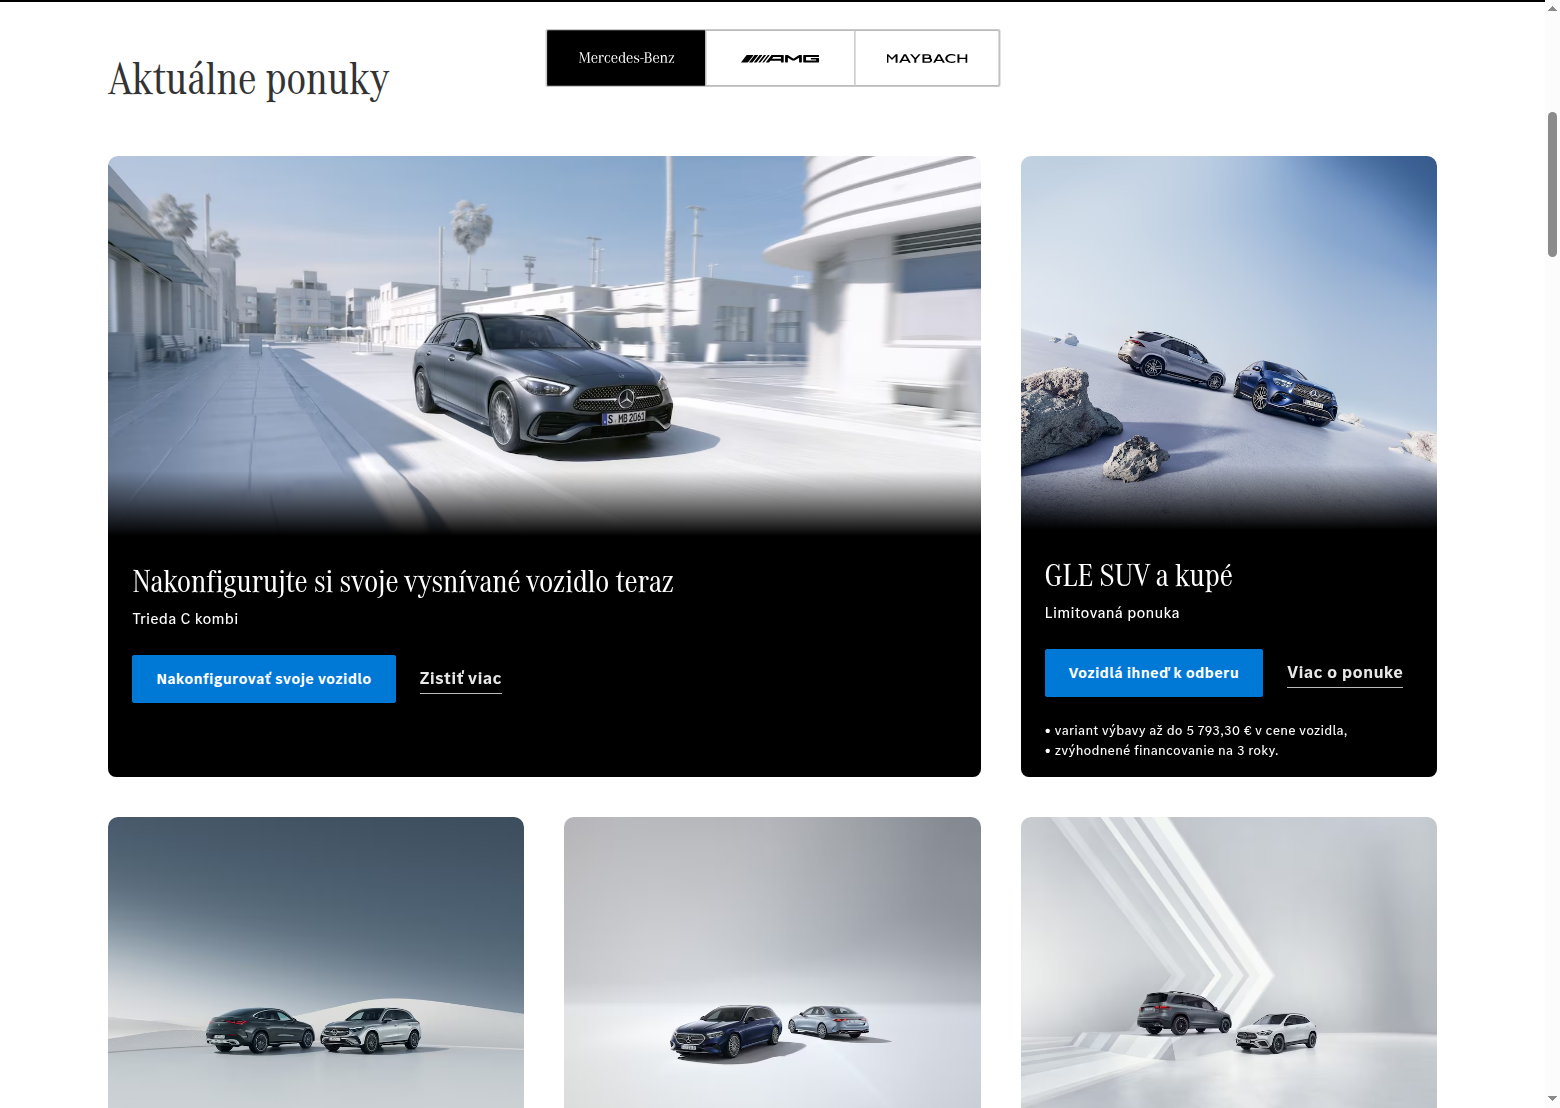 Aktuálne ponuky
Mercedes-Benz
AMG
MAYBACH
S MB 2061
Nakonfigurujte si svoje vysnívané vozidlo teraz
Trieda C kombi
Nakonfigurovať svoje vozidlo
Zistiť viac
GLE SUV a kupé
Limitovaná ponuka
Vozidlá ihneď k odberu
Viac o ponuke
• variant výbavy až do 5 793,30 € v cene vozidla,
• zvýhodnené financovanie na 3 roky.